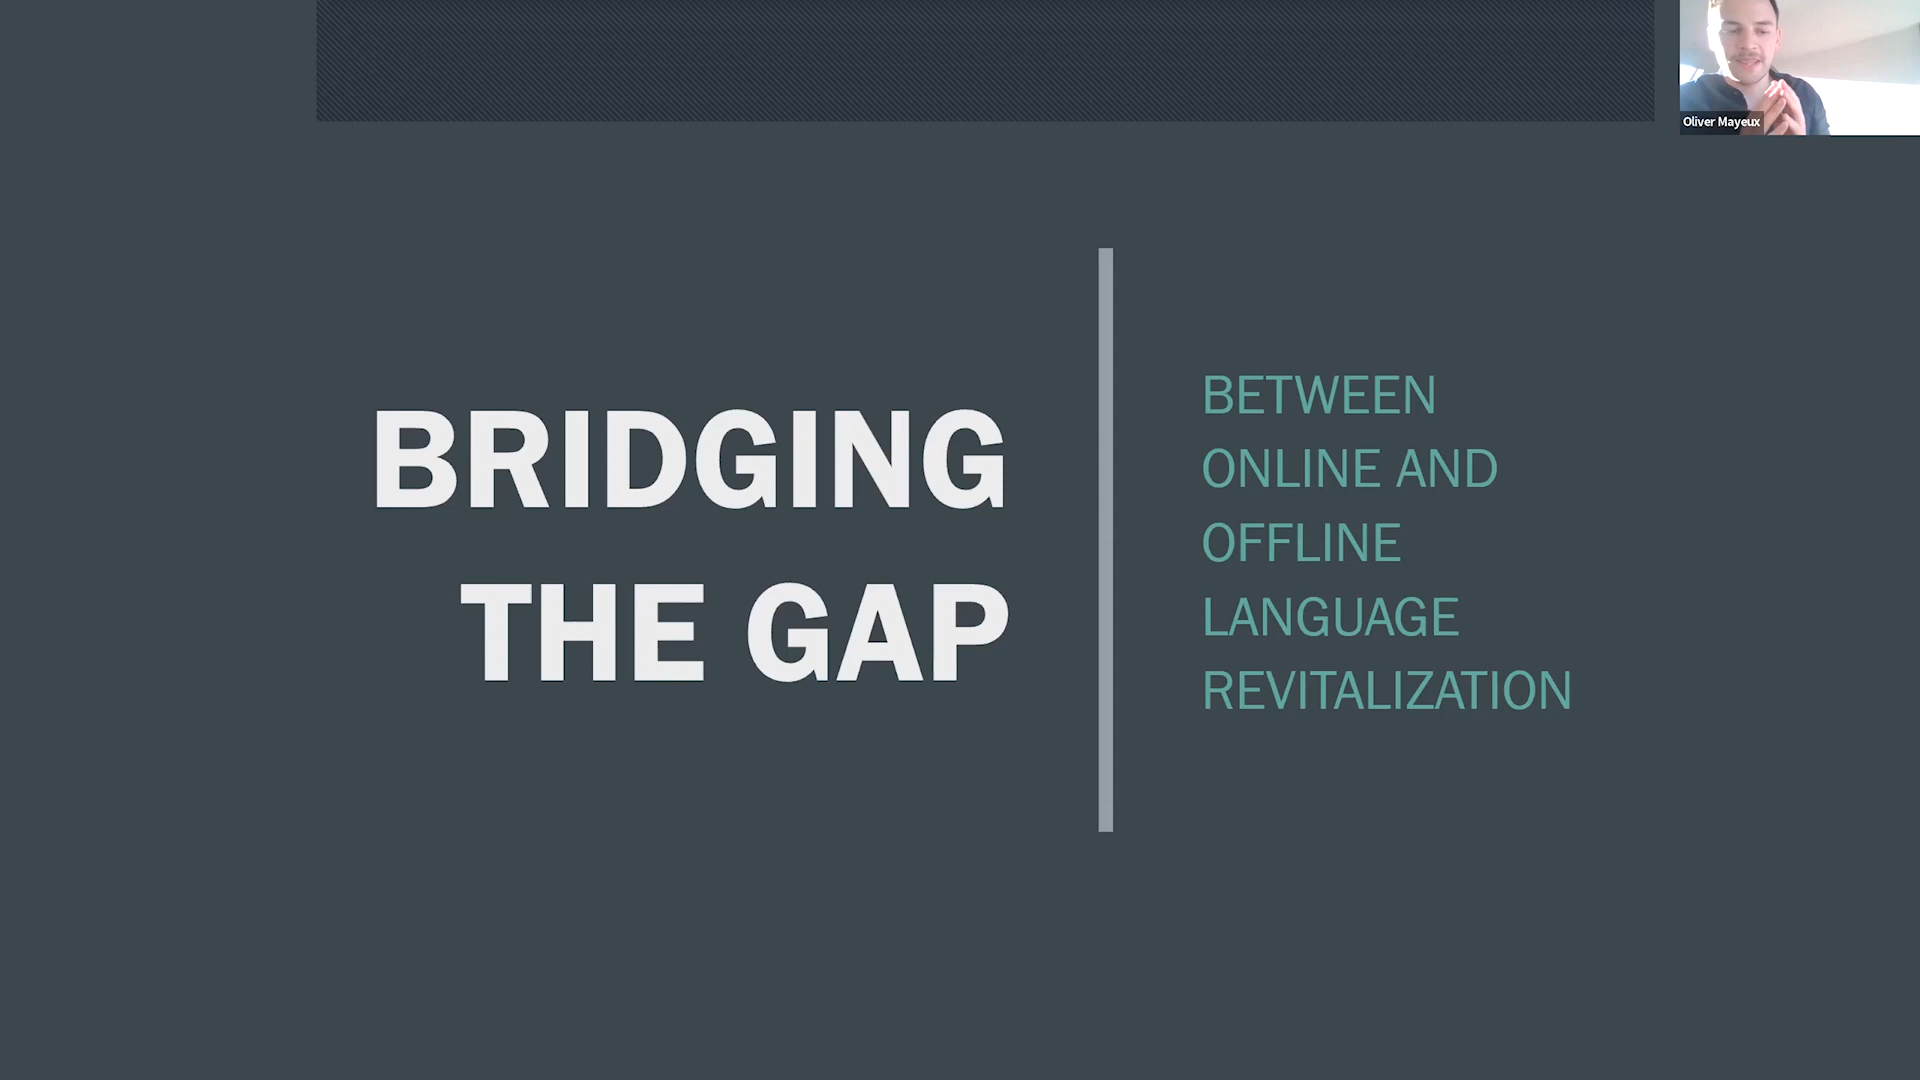 BRIDGING
THE GAP
BETWEEN
ONLINE AND
OFFLINE
LANGUAGE
REVITALIZATION
Oliver Mayeux